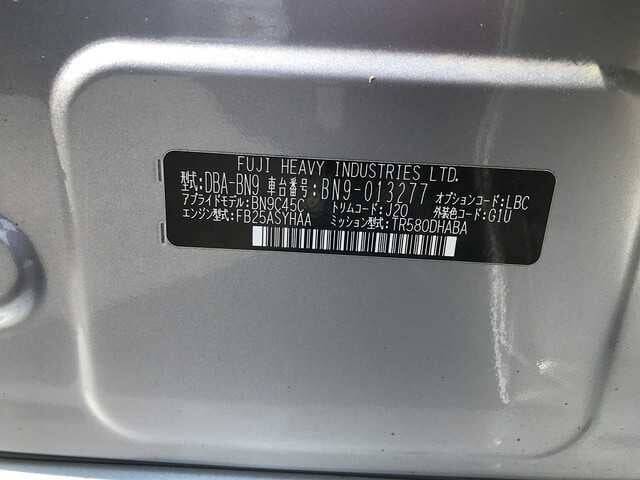 FUJI HEAVY INDUSTRIES LTD.
型式:DBA-BN9 車台番号:BN9-013277 オプションコード:LBC
アプライドモデル:BN9C45C トリムコード:J20 外装色コード:G1U
エンジン型式:FB25ASYHAA ミッション型式:TR580DHABA